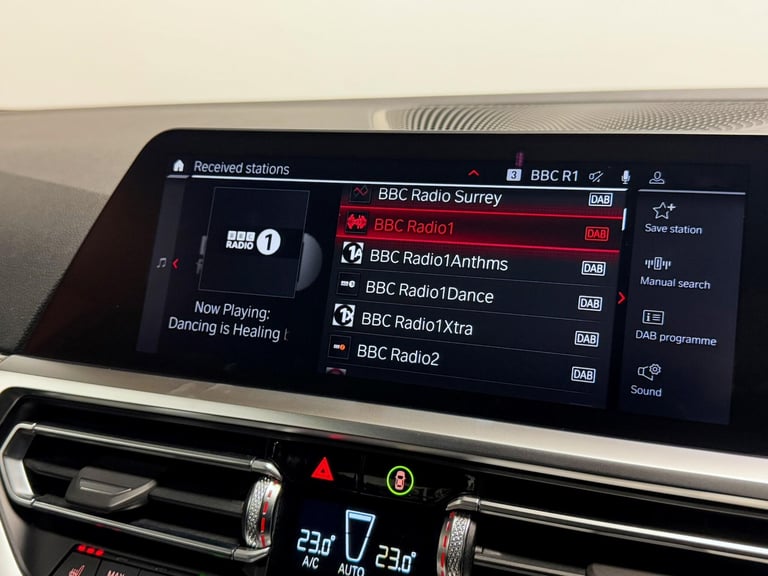 Received stations
3 BBC R1
BBC
RADIO 1
Now Playing:
Dancing is Healing
BBC Radio Surrey DAB
BBC Radio1 DAB
BBC Radio1Anthms DAB
BBC Radio1Dance DAB
BBC Radio1Xtra DAB
BBC Radio2 DAB
Save station
Manual search
DAB programme
Sound
23.0°
A/C
AUTO
23.0°
MAX